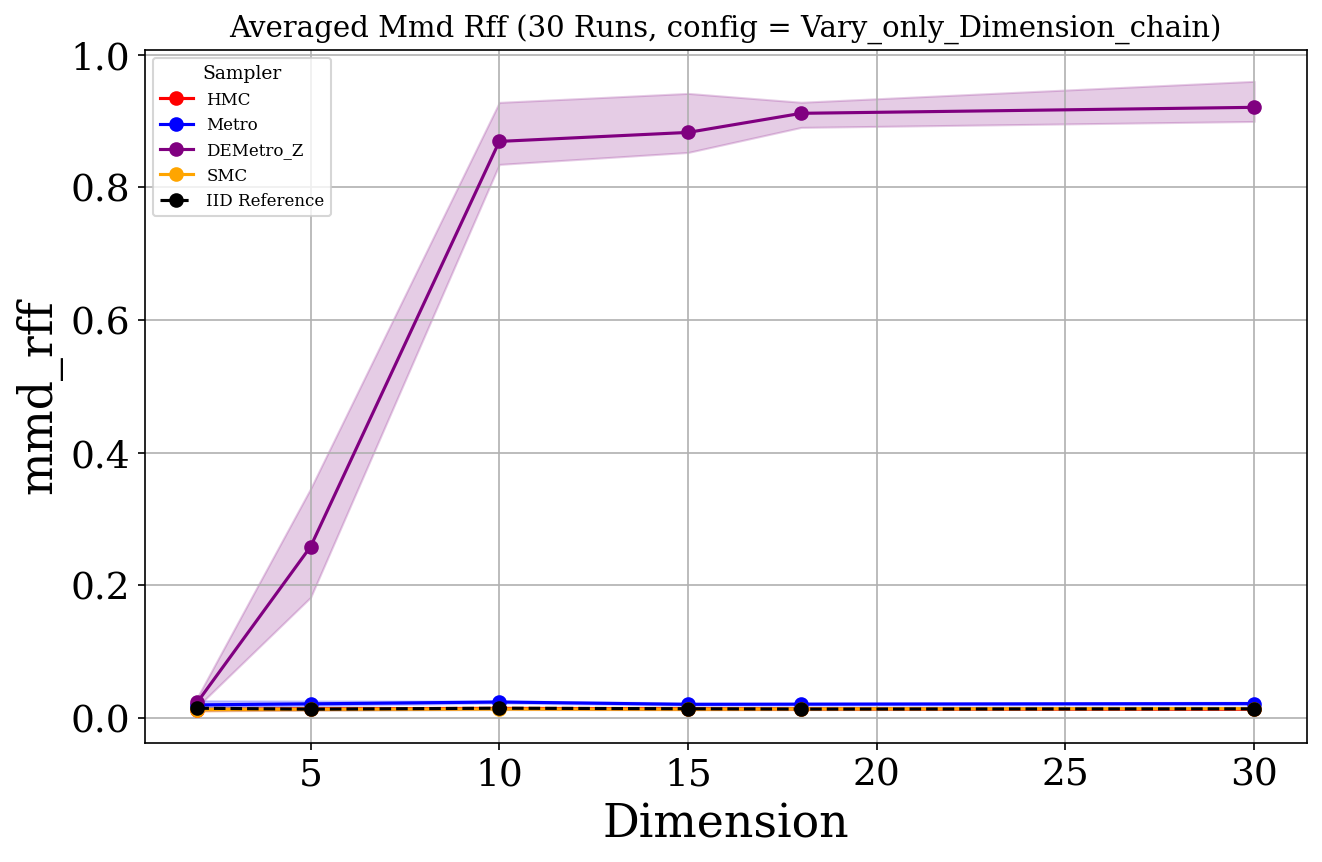 Averaged Mmd Rff (30 Runs, config = Vary_only_Dimension_chain)
Sampler
HMC
Metro
DEMetro_Z
SMC
IID Reference
mmd_rff
1.0
0.8
0.6
0.4
0.2
0.0
5 10 15 20 25 30
Dimension